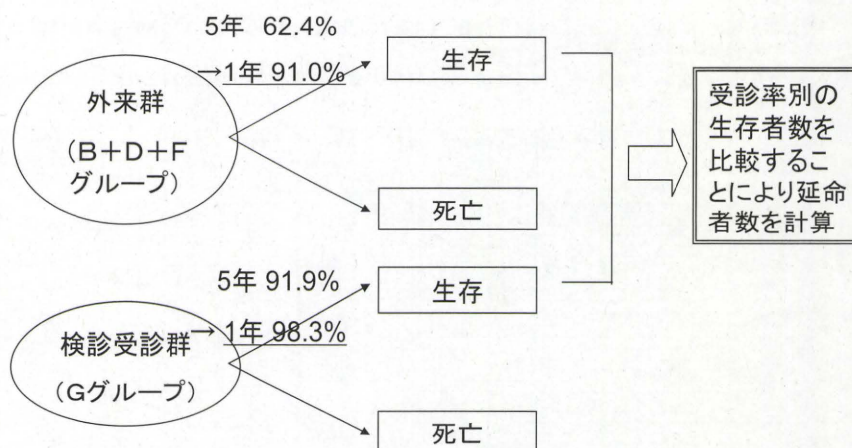 5年 62.4%
→1年 91.0%
外来群
(B+D+F
グループ)
生存
死亡
受診率別の
生存者数を
比較するこ
とにより延命
者数を計算
5年 91.9%
→ 1年 98.3%
検診受診群
(Gグループ)
生存
死亡